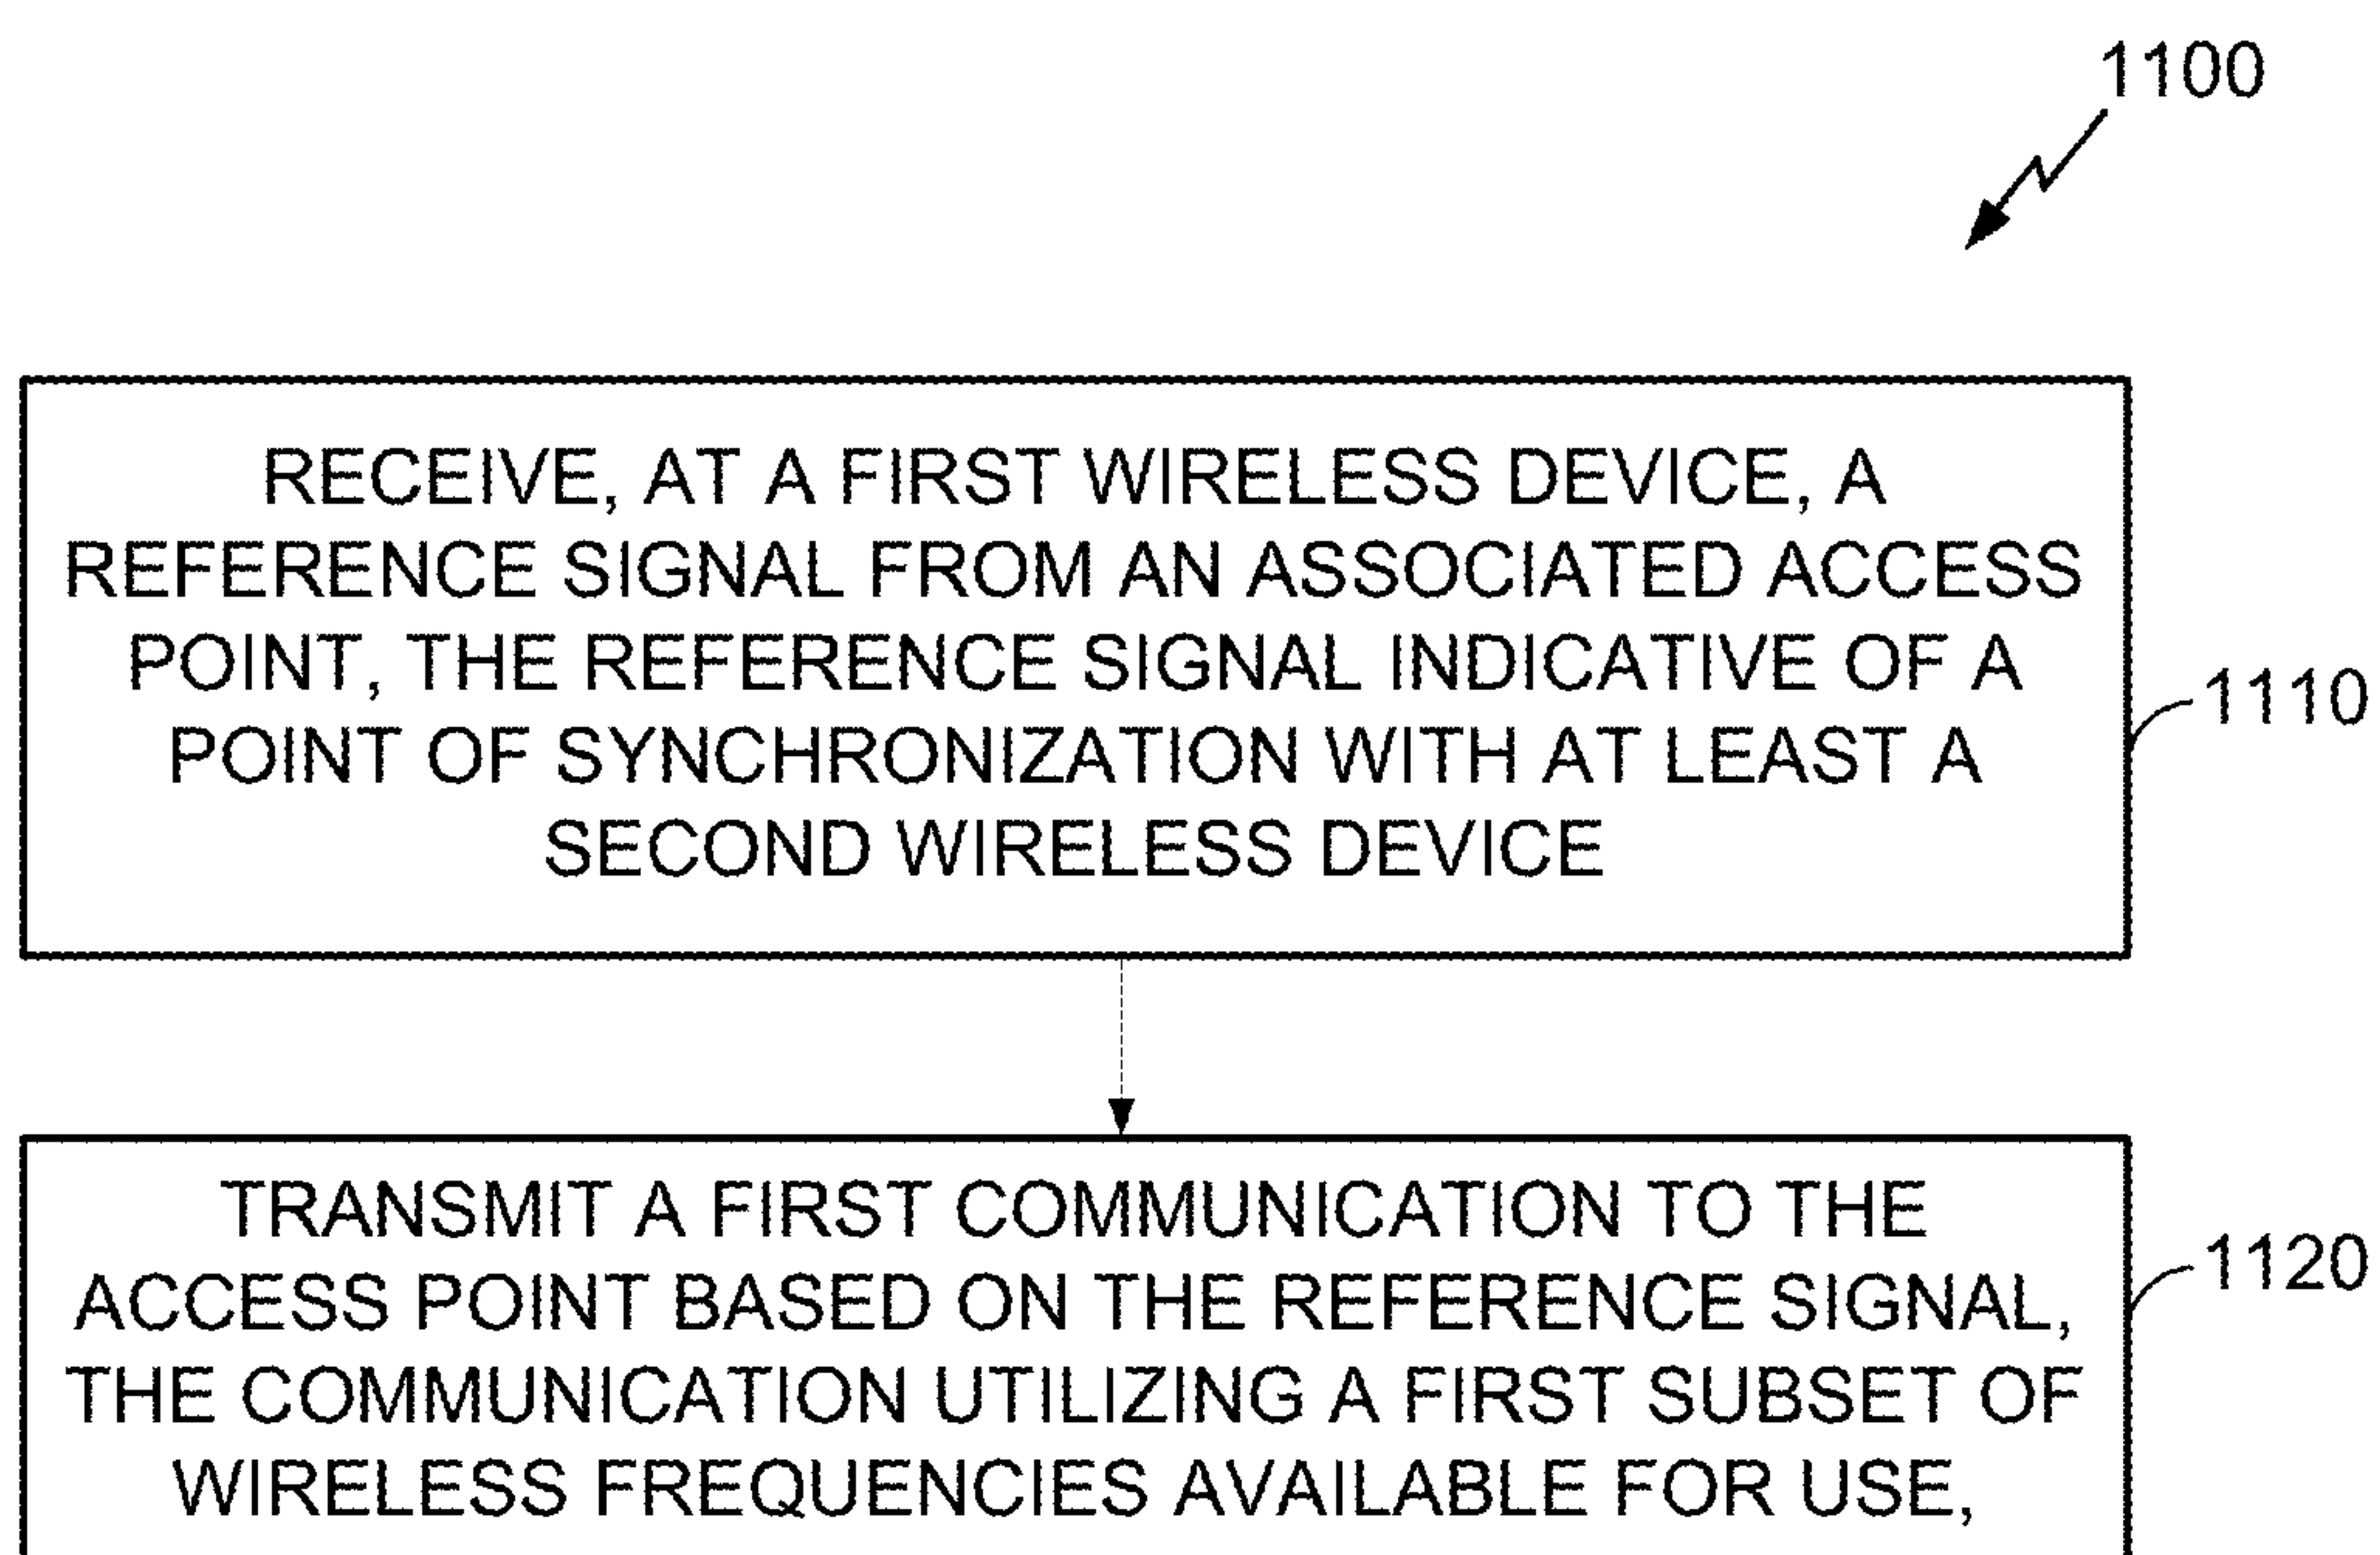 1100
RECEIVE, AT A FIRST WIRELESS DEVICE, A
REFERENCE SIGNAL FROM AN ASSOCIATED ACCESS
POINT, THE REFERENCE SIGNAL INDICATIVE OF A
POINT OF SYNCHRONIZATION WITH AT LEAST A
SECOND WIRELESS DEVICE
1110
TRANSMIT A FIRST COMMUNICATION TO THE
ACCESS POINT BASED ON THE REFERENCE SIGNAL,
THE COMMUNICATION UTILIZING A FIRST SUBSET OF
WIRELESS FREQUENCIES AVAILABLE FOR USE,
1120